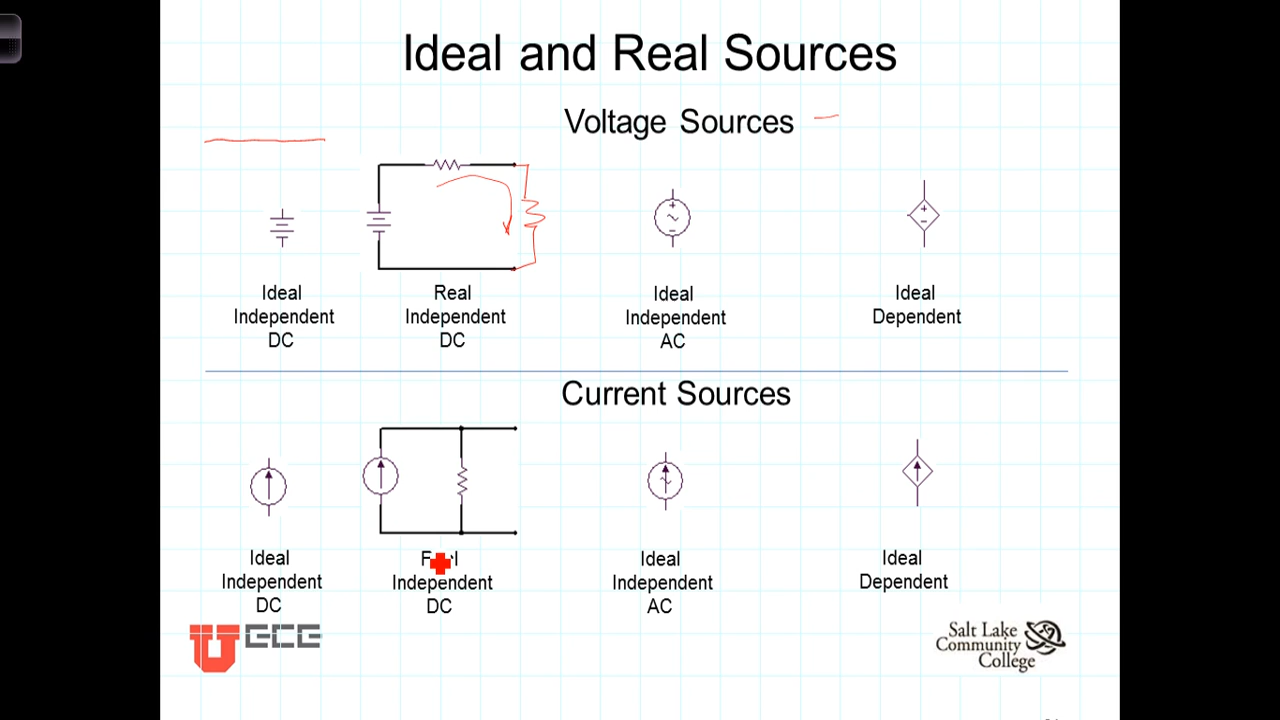 Ideal and Real Sources
Voltage Sources
Ideal
Independent
DC
Real
Independent
DC
Ideal
Independent
AC
Ideal
Dependent
Current Sources
Ideal
Independent
DC
Independent
DC
Ideal
Independent
AC
Ideal
Dependent
U ECE
Salt Lake
Community
College